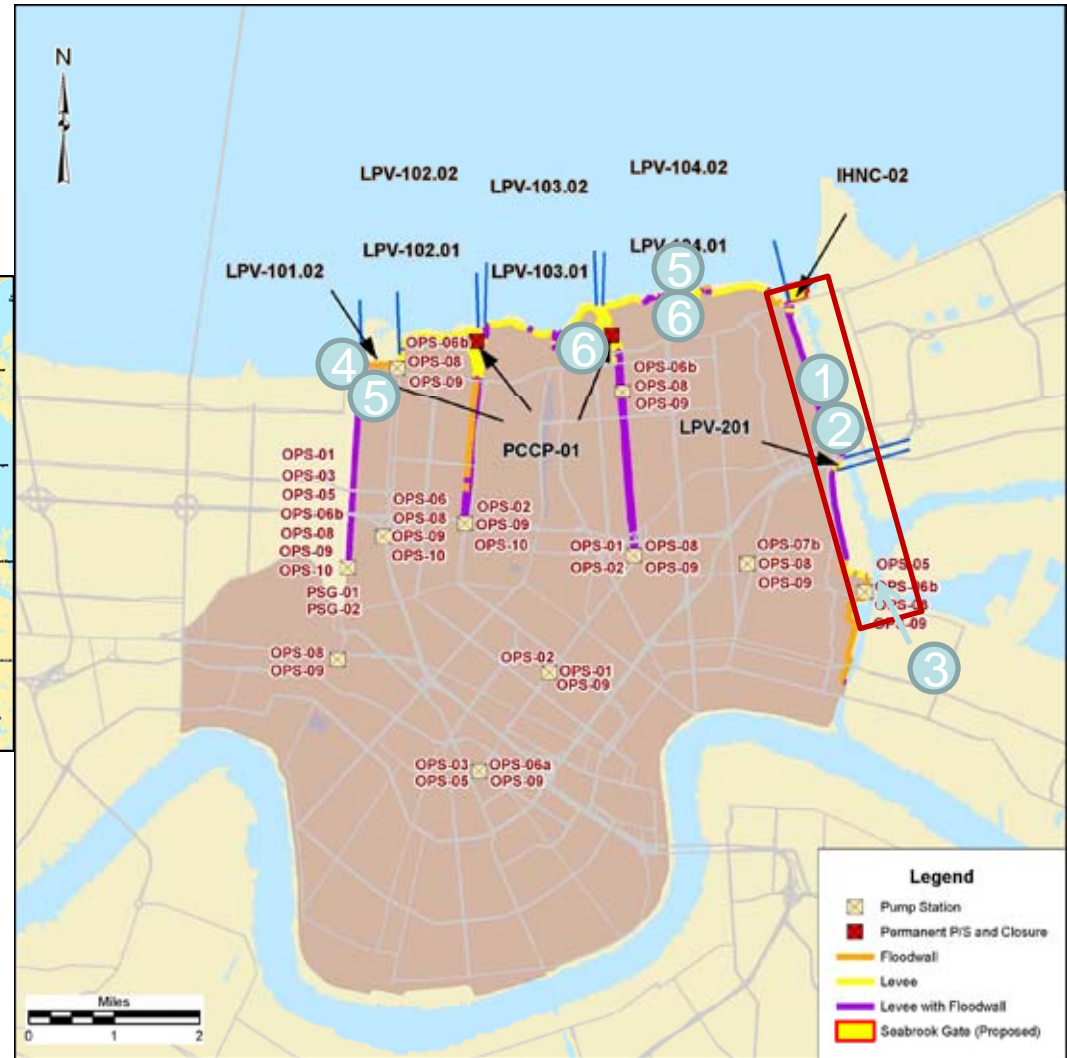 N
LPV-102.02
LPV-103.02
LPV-104.02
IHNC-02
LPV-101.02
LPV-102.01
LPV-103.01
LPV-104.01
5
6
4
5
6
OPS-06b
OPS-08
OPS-09
OPS-06b
OPS-08
OPS-09
1
2
LPV-201
PCCP-01
OPS-01
OPS-03
OPS-05
OPS-06b
OPS-08
OPS-09
OPS-10
PSG-01
PSG-02
OPS-06
OPS-08
OPS-09
OPS-10
OPS-02
OPS-09
OPS-10
OPS-01
OPS-02
OPS-08
OPS-09
OPS-07b
OPS-08
OPS-09
OPS-05
OPS-06b
OPS-08
OPS-09
3
OPS-08
OPS-09
OPS-02
OPS-01
OPS-09
OPS-03
OPS-05
OPS-06a
OPS-09
Legend
Pump Station
Permanent P/S and Closure
Floodwall
Levee
Levee with Floodwall
Seabrook Gate (Proposed)
Miles
0 1 2